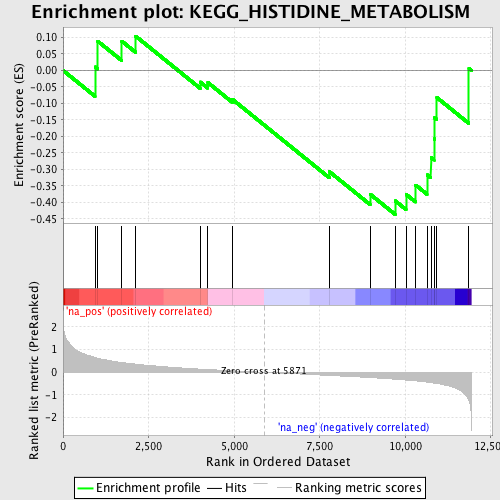 Enrichment plot: KEGG_HISTIDINE_METABOLISM
Enrichment score (ES)
0.10
0.05
0.00
-0.05
-0.10
-0.15
-0.20
-0.25
-0.30
-0.35
-0.40
-0.45
'na_pos' (positively correlated)
Ranked list metric (PreRanked)
2
1
0
-1
-2
Zero cross at 5871
'na_neg' (negatively correlated)
0
2,500
5,000
7,500
10,000
12,500
Rank in Ordered Dataset
Enrichment profile
Hits
Ranking metric scores